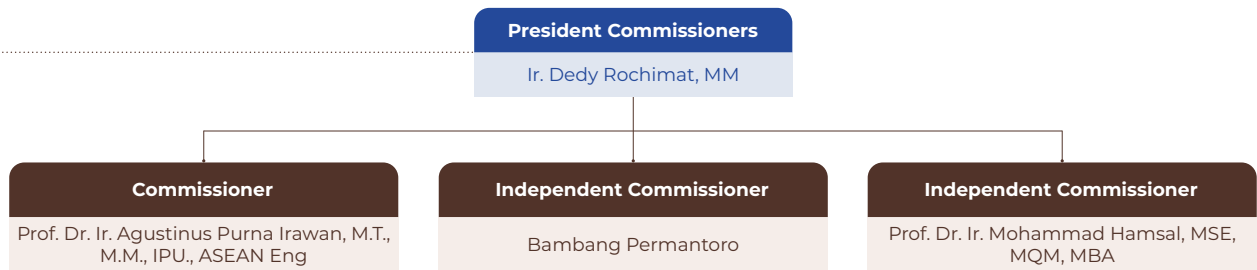 President Commissioners
Ir. Dedy Rochimat, MM
Commissioner
Prof. Dr. Ir. Agustinus Purna Irawan, M.T.,
M.M., IPU., ASEAN Eng
Independent Commissioner
Bambang Permantoro
Independent Commissioner
Prof. Dr. Ir. Mohammad Hamsal, MSE,
MQM, MBA